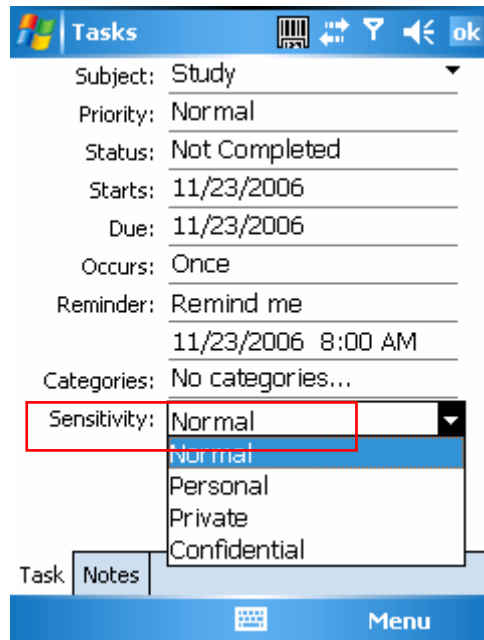 Tasks ok
Subject: Study
Priority: Normal
Status: Not Completed
Starts: 11/23/2006
Due: 11/23/2006
Occurs: Once
Reminder: Remind me
11/23/2006 8:00 AM
Categories: No categories...
Sensitivity: Normal
Normal
Personal
Private
Confidential
Task Notes
Menu